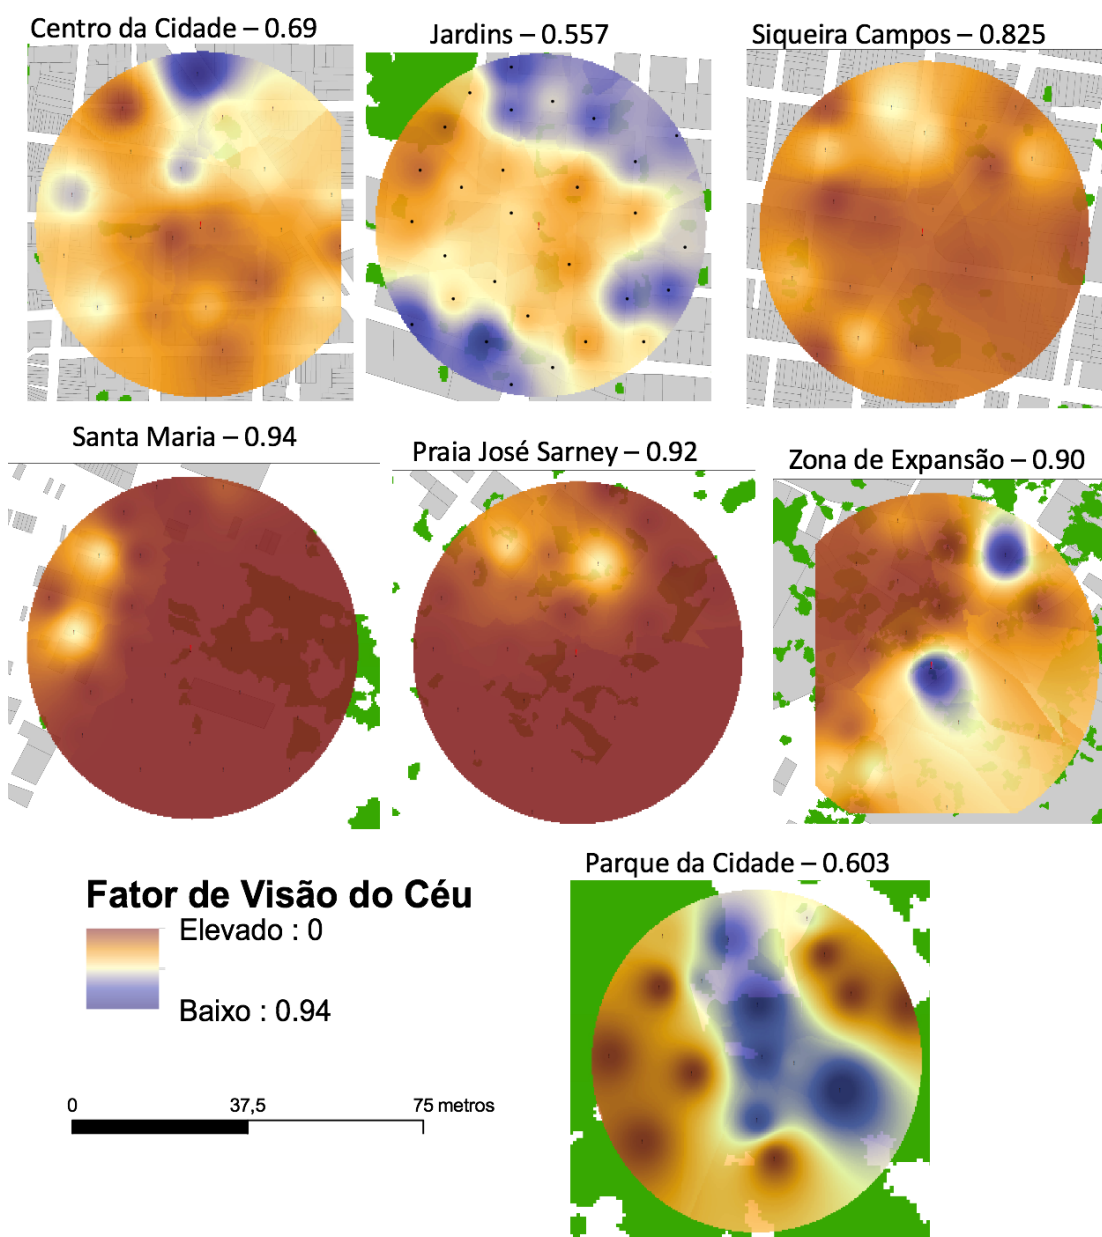 Centro da Cidade – 0.69
Jardins – 0.557
Siqueira Campos – 0.825
Santa Maria – 0.94
Praia José Sarney – 0.92
Zona de Expansão – 0.90
Parque da Cidade – 0.603
Fator de Visão do Céu
Elevado : 0
Baixo : 0.94
0 37,5 75 metros